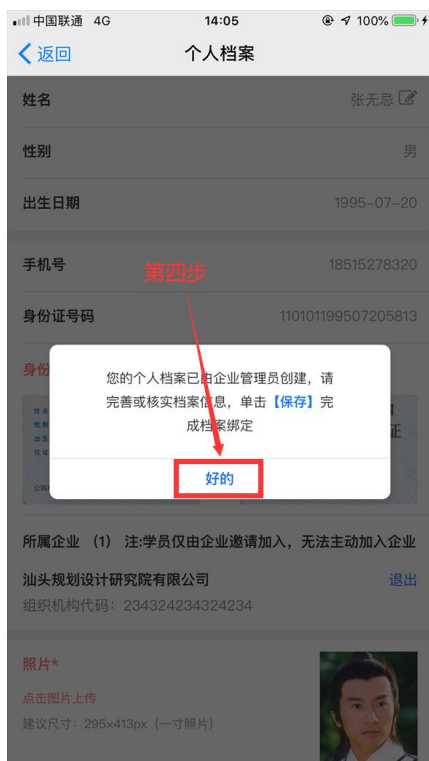 中国联通 4G 14:05 100%
返回 个人档案
姓名 张无忌
性别 男
出生日期 1995-07-20
手机号 18515278320
第四步
身份证号码 110101199507205813
身份
您的个人档案已由企业管理员创建，请
完善或核实档案信息，单击【保存】完
成档案绑定
好的
所属企业 (1) 注:学员仅由企业邀请加入，无法主动加入企业
汕头规划设计研究院有限公司 退出
组织机构代码: 234324234324234
照片*
点击图片上传
建议尺寸: 295×413px (一寸照片)